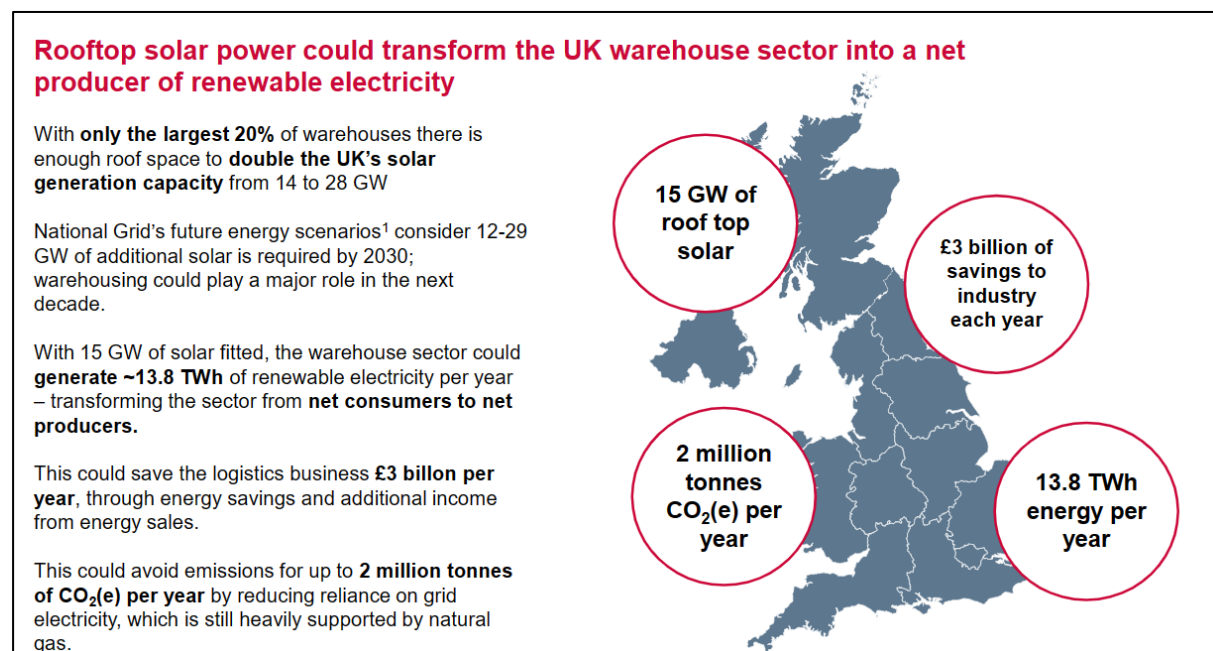 Rooftop solar power could transform the UK warehouse sector into a net
producer of renewable electricity
With only the largest 20% of warehouses there is
enough roof space to double the UK's solar
generation capacity from 14 to 28 GW
National Grid's future energy scenarios¹ consider 12-29
GW of additional solar is required by 2030;
warehousing could play a major role in the next
decade.
With 15 GW of solar fitted, the warehouse sector could
generate ~13.8 TWh of renewable electricity per year
– transforming the sector from net consumers to net
producers.
This could save the logistics business £3 billon per
year, through energy savings and additional income
from energy sales.
This could avoid emissions for up to 2 million tonnes
of CO₂(e) per year by reducing reliance on grid
electricity, which is still heavily supported by natural
gas.
15 GW of
roof top
solar
£3 billion of
savings to
industry
each year
2 million
tonnes
CO₂(e) per
year
13.8 TWh
energy per
year